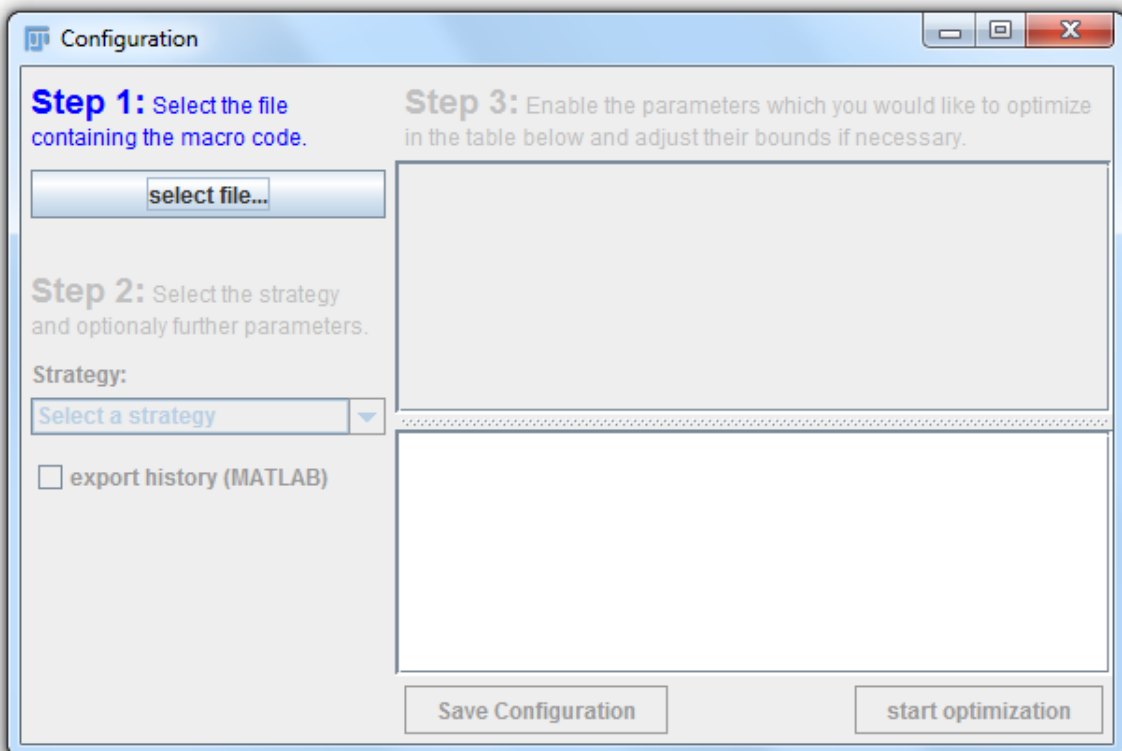 Configuration
Step 1: Select the file
containing the macro code.
select file...
Step 2: Select the strategy
and optionaly further parameters.
Strategy:
Select a strategy
export history (MATLAB)
Step 3: Enable the parameters which you would like to optimize
in the table below and adjust their bounds if necessary.
Save Configuration
start optimization